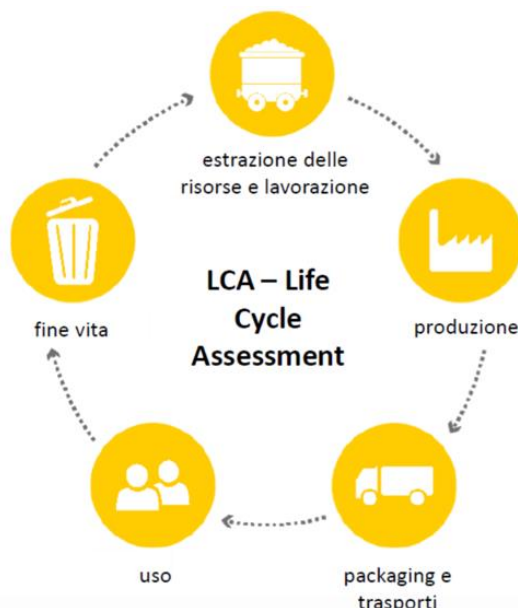 estrazione delle
risorse e lavorazione
produzione
packaging e
trasporti
uso
fine vita
LCA – Life
Cycle
Assessment